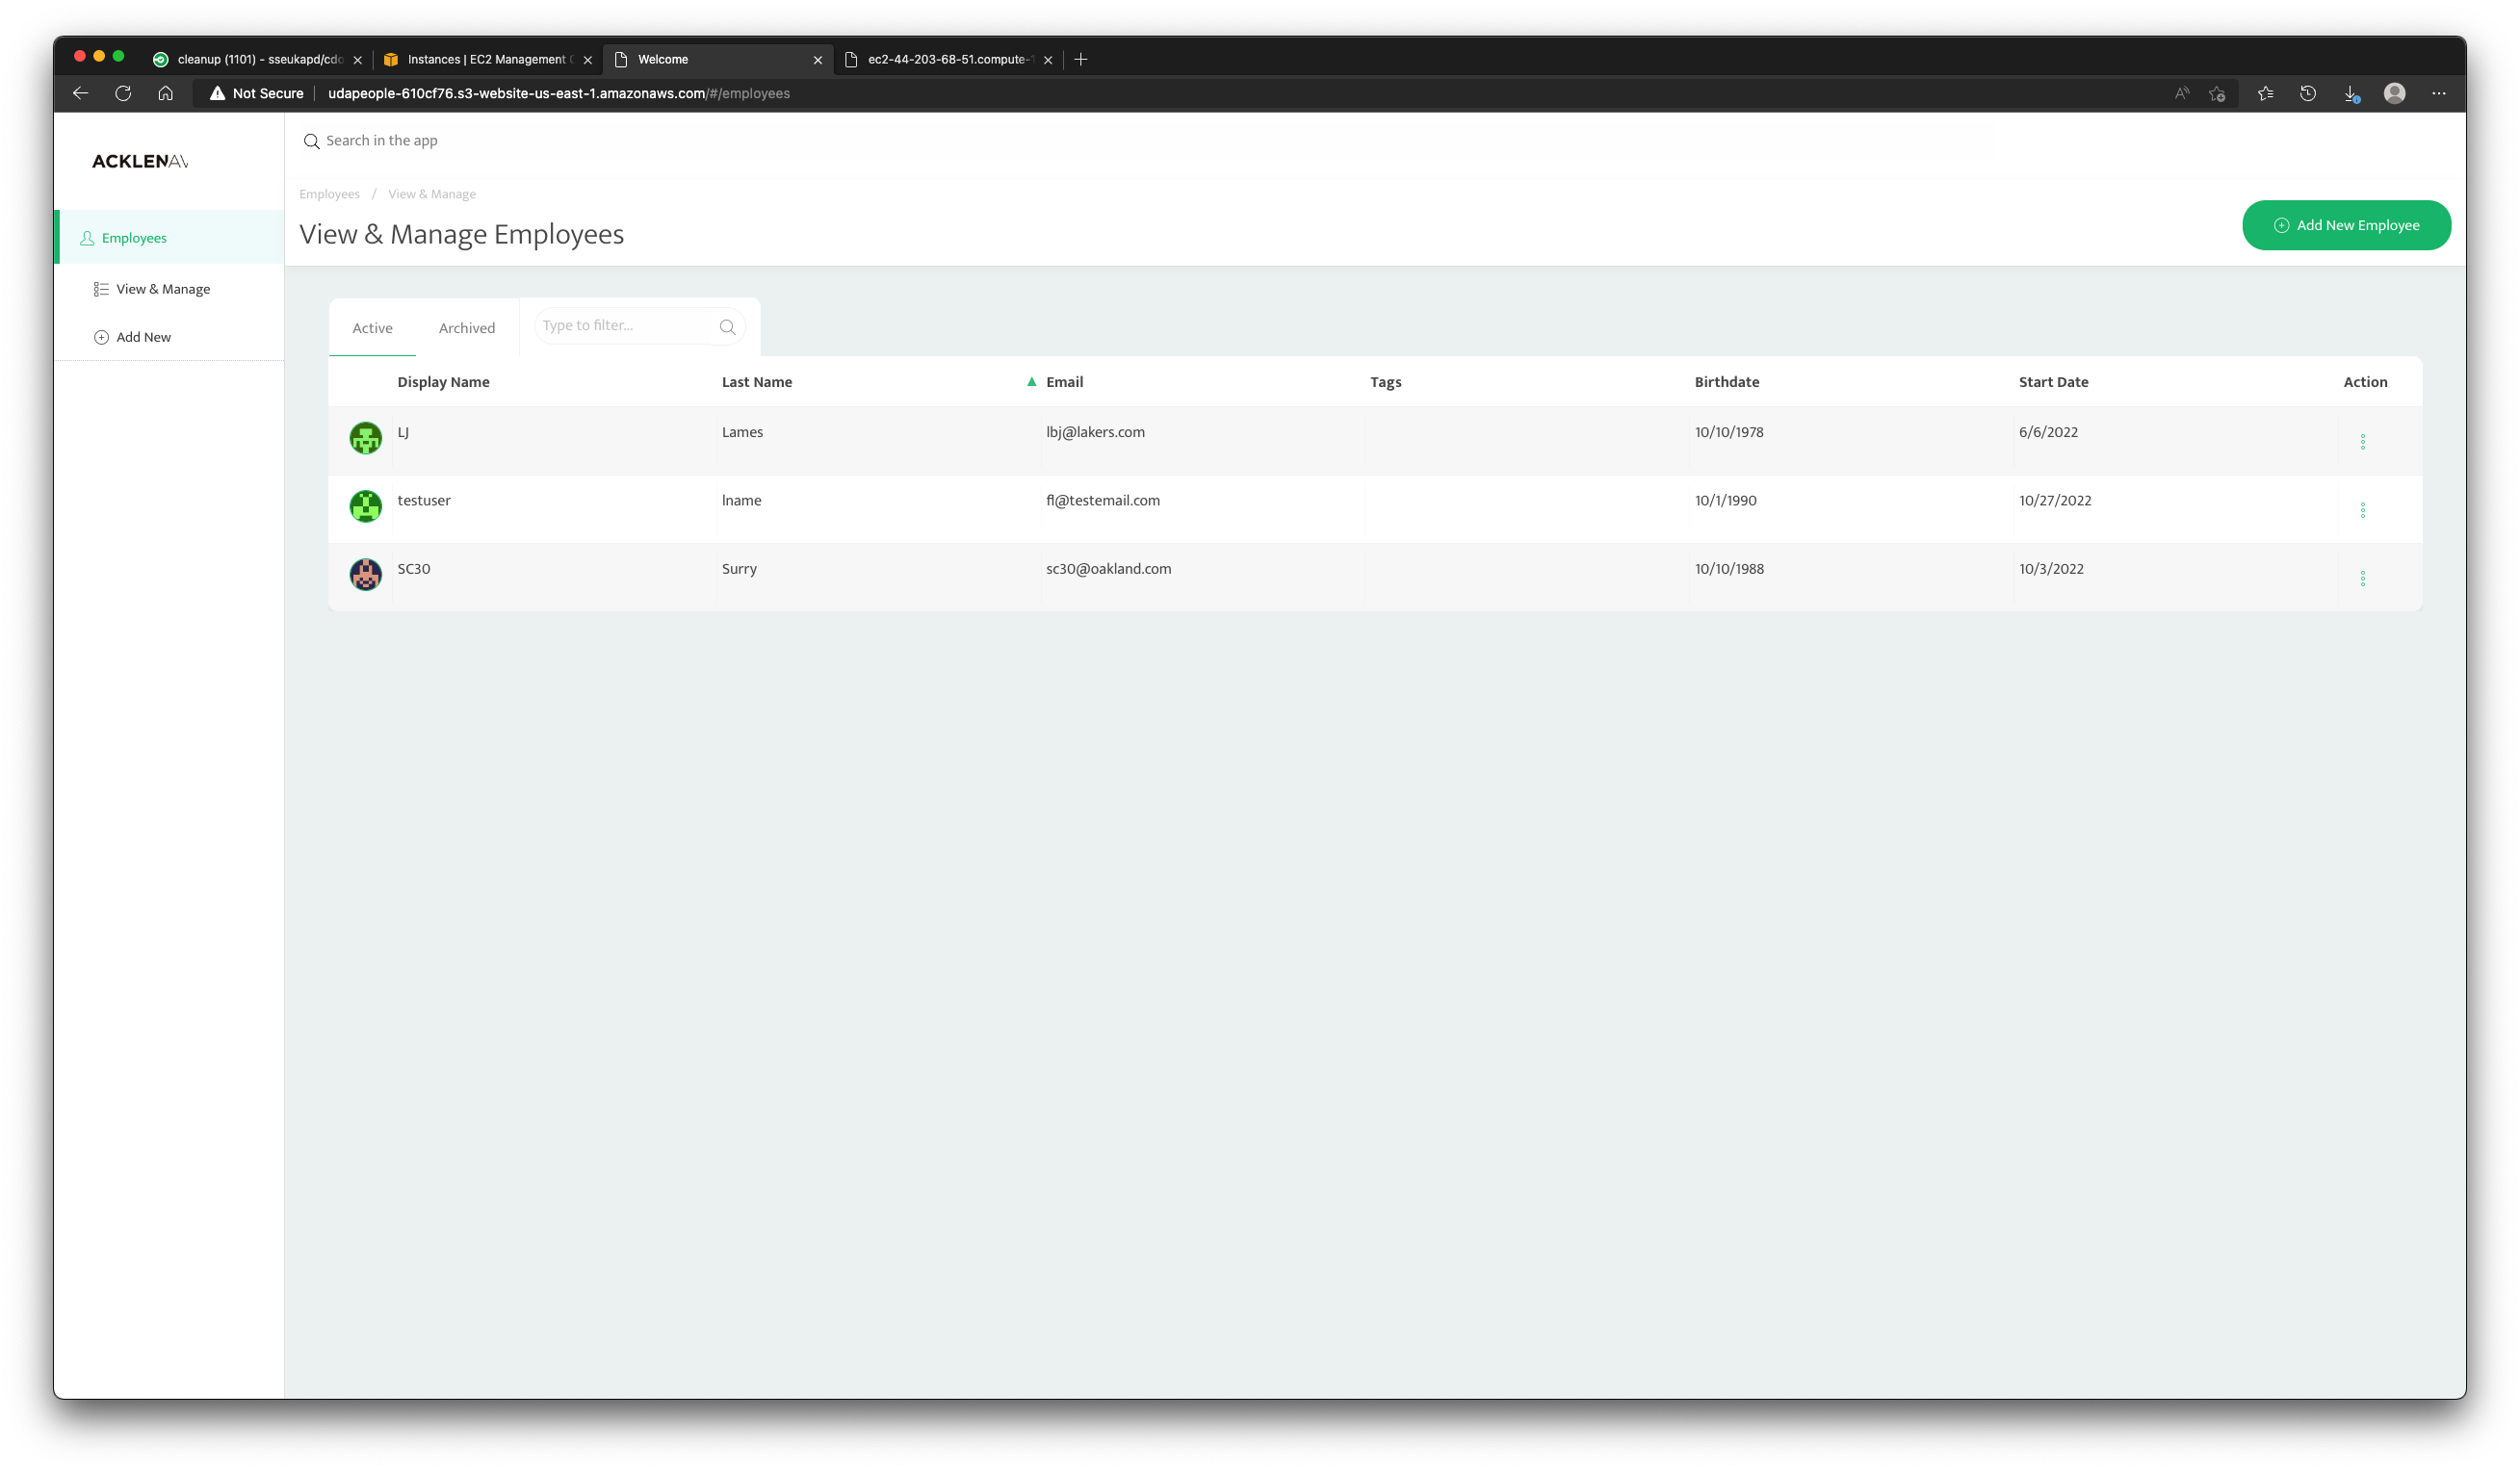 cleanup (1101) - sseukapd/cdo
Instances | EC2 Management C
Welcome
ec2-44-203-68-51.compute-1
Not Secure
udapeople-610cf76.s3-website-us-east-1.amazonaws.com/#/employees
ACKLENAV
Search in the app
Employees / View & Manage
View & Manage Employees
Add New Employee
Employees
View & Manage
Add New
Active
Archived
Type to filter...
Display Name Last Name Email Tags Birthdate Start Date Action
LJ Lames lbj@lakers.com 10/10/1978 6/6/2022
testuser lname fl@testemail.com 10/1/1990 10/27/2022
SC30 Surry sc30@oakland.com 10/10/1988 10/3/2022